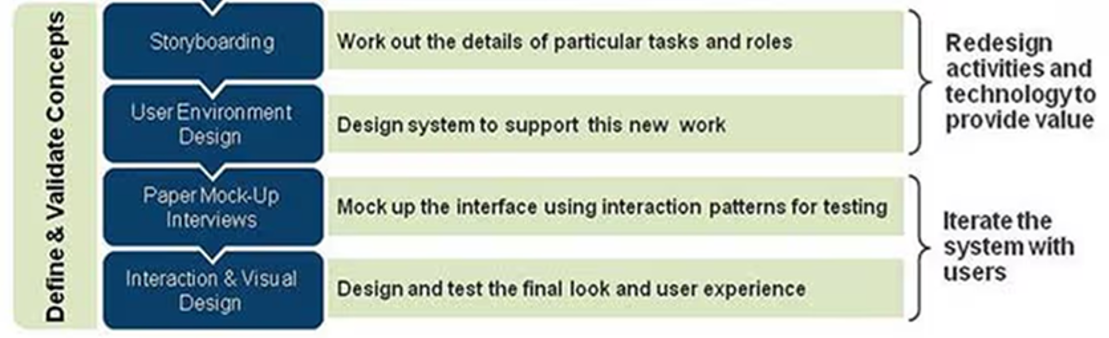 Define & Validate Concepts
Storyboarding
Work out the details of particular tasks and roles
User Environment
Design
Design system to support this new work
Redesign
activities and
technology to
provide value
Paper Mock-Up
Interviews
Mock up the interface using interaction patterns for testing
Interaction & Visual
Design
Design and test the final look and user experience
Iterate the
system with
users